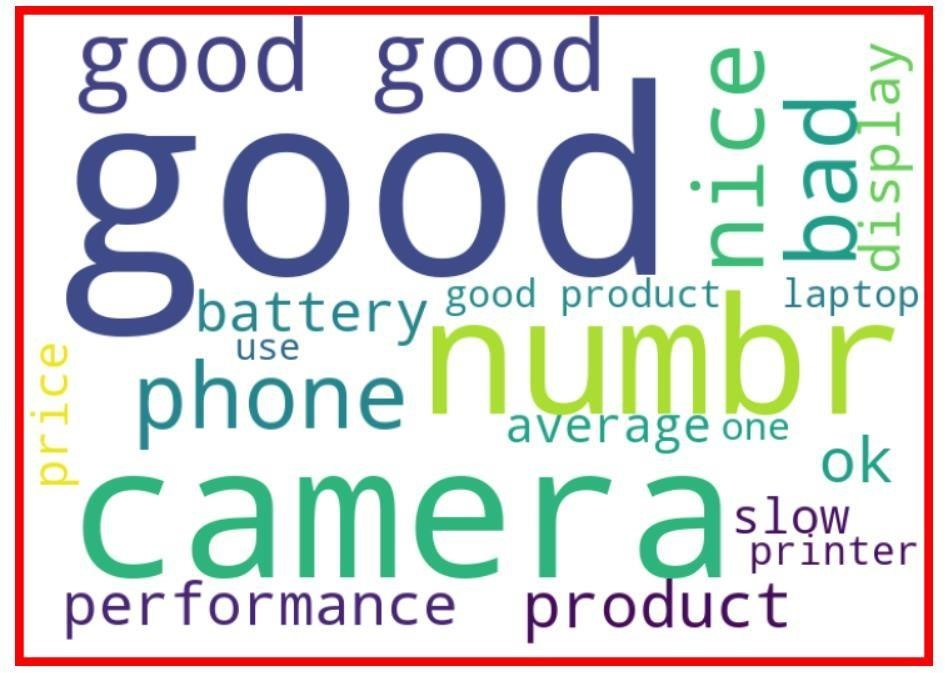 good good
good
nice
bad
display
battery
good product
laptop
use
numbr
price
phone
average
one
ok
camera
slow
printer
performance
product